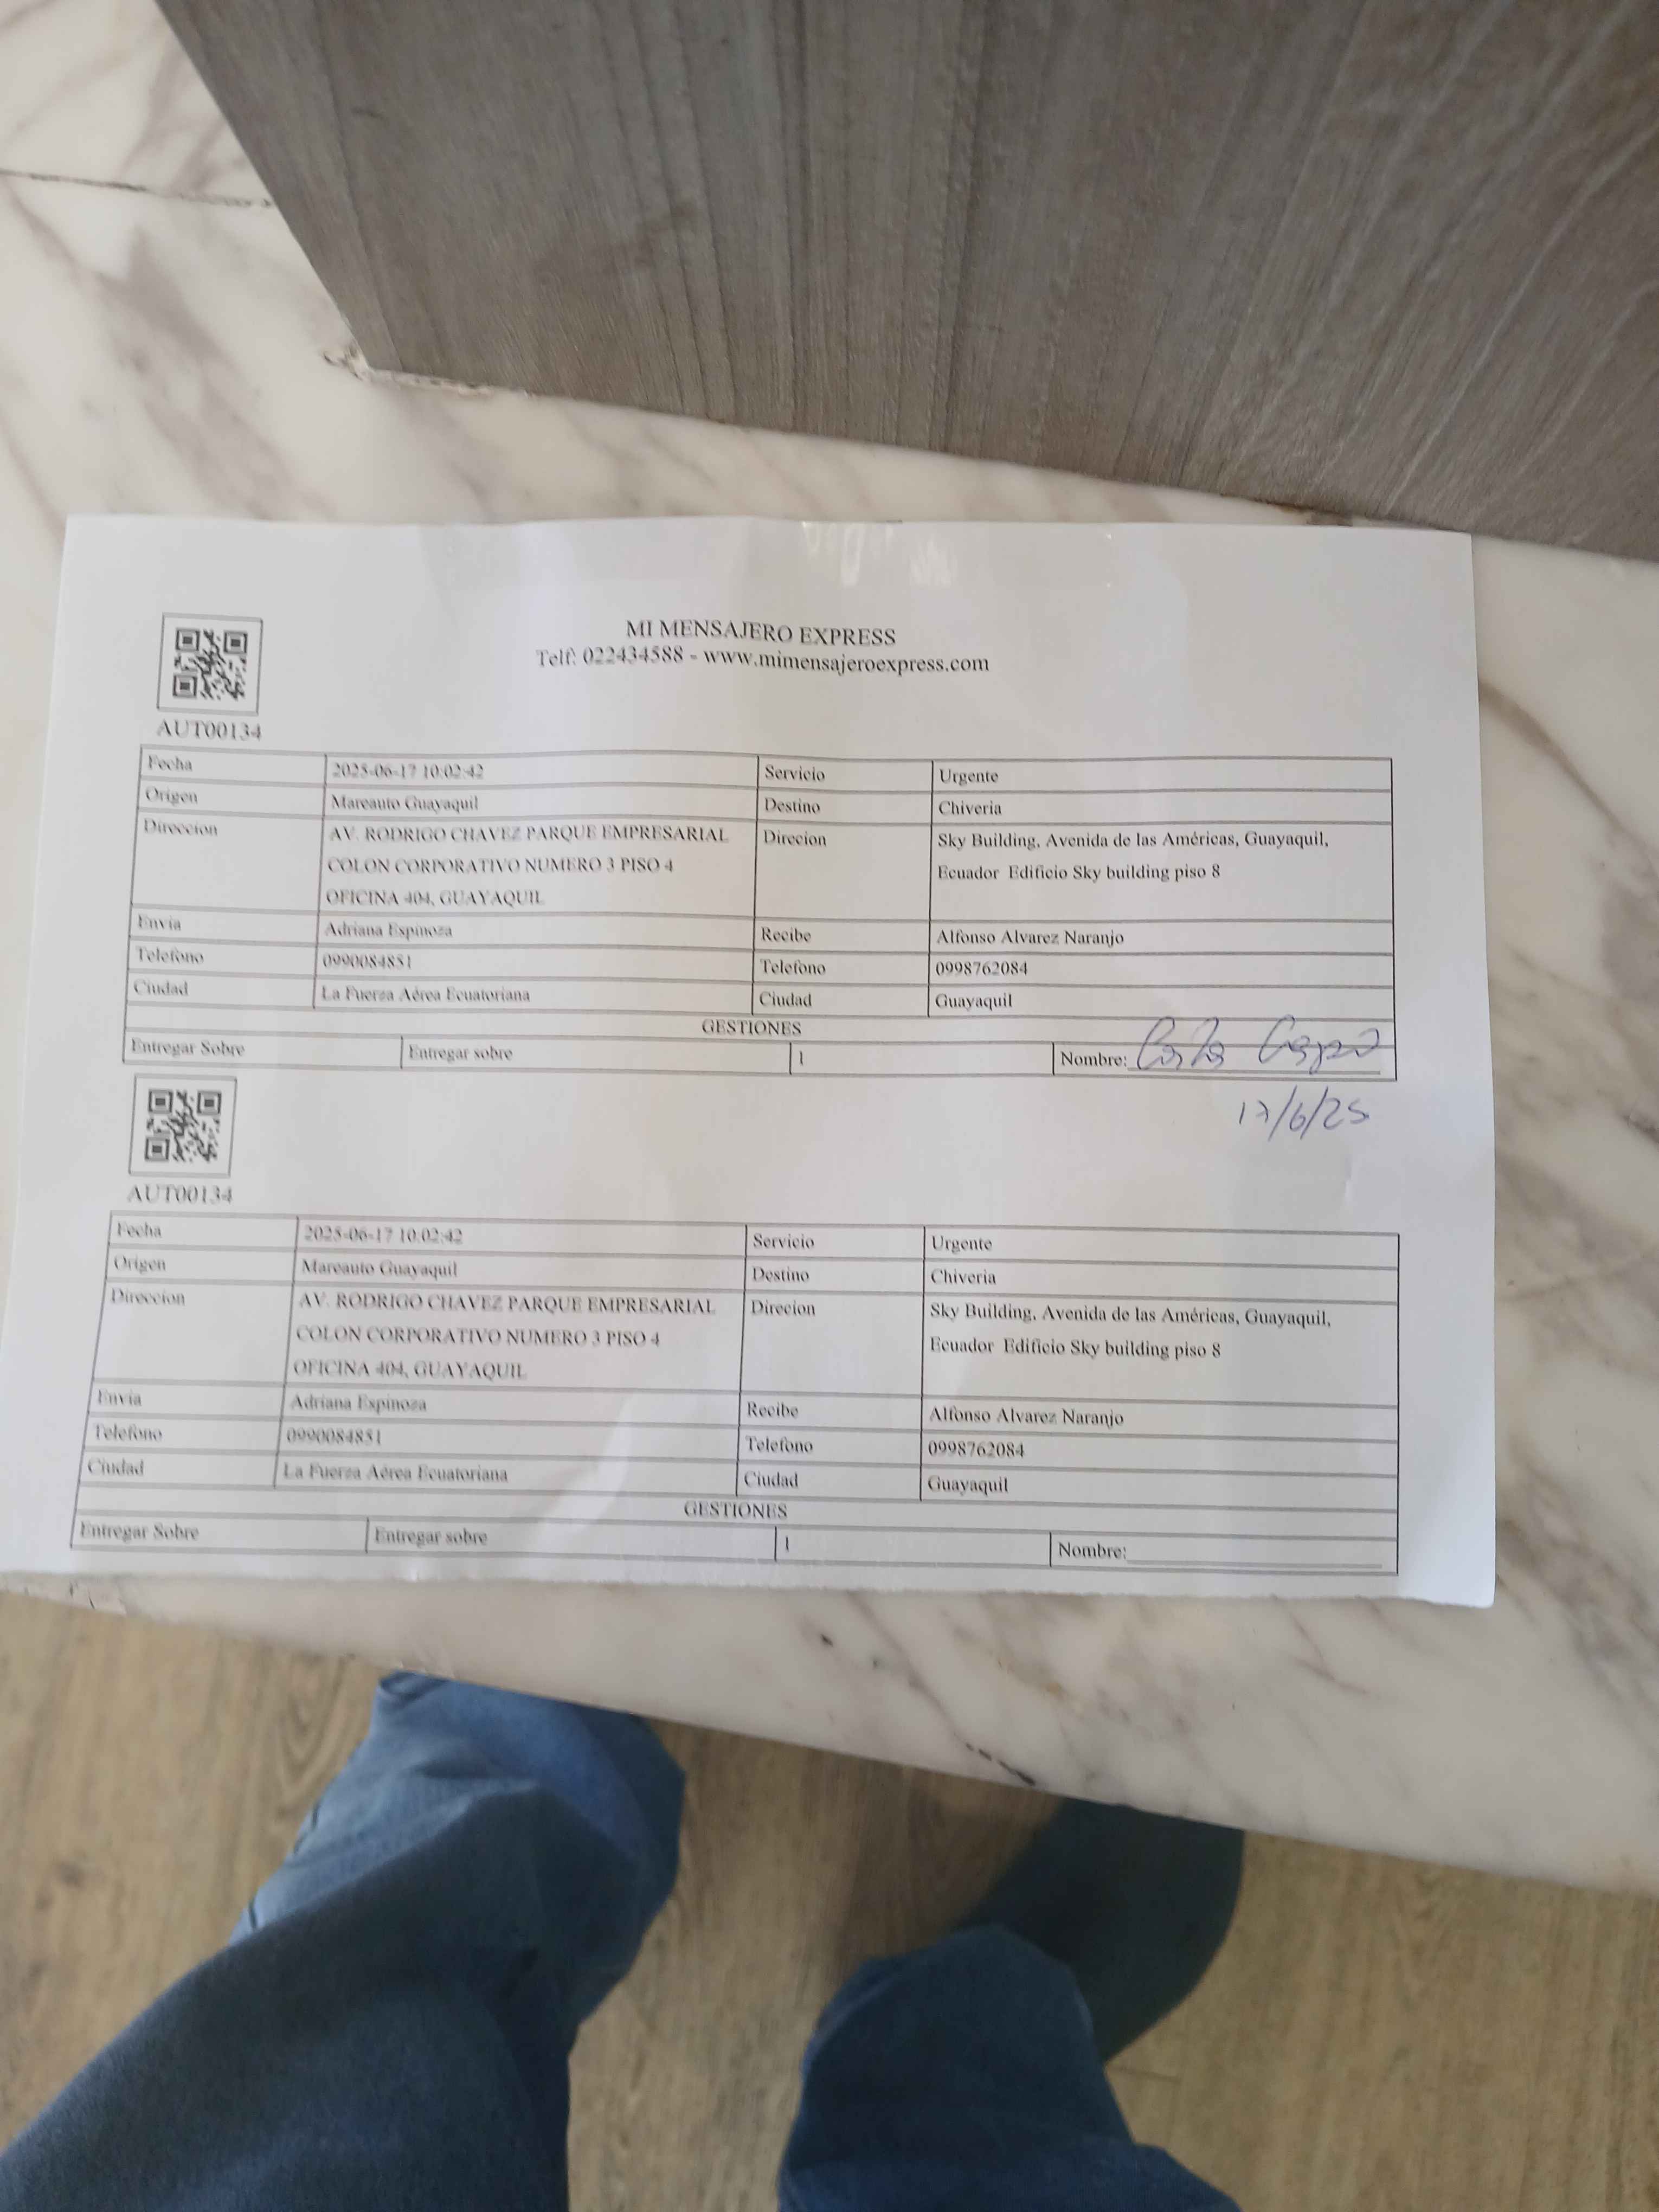 MI MENSAJERO EXPRESS
Telf: 022434588 - www.mimensajeroexpress.com
AUT00134
Fecha 2025-06-17 10:02:42 Servicio Urgente
Origen Mareauto Guayaquil Destino Chiveria
Direccion AV. RODRIGO CHAVEZ PARQUE EMPRESARIAL Direcion Sky Building, Avenida de las Américas, Guayaquil,
COLON CORPORATIVO NUMERO 3 PISO 4 Ecuador Edificio Sky building piso 8
OFICINA 404, GUAYAQUIL
Envia Adriana Espinoza Recibe Alfonso Alvarez Naranjo
Telefono 0990084851 Telefono 0998762084
Ciudad La Fuerza Aérea Ecuatoriana Ciudad Guayaquil
GESTIONES
Entregar Sobre Entregar sobre 1 Nombre:
17/6/25
AUT00134
Fecha 2025-06-17 10:02:42 Servicio Urgente
Origen Mareauto Guayaquil Destino Chiveria
Direccion AV. RODRIGO CHAVEZ PARQUE EMPRESARIAL Direcion Sky Building, Avenida de las Américas, Guayaquil,
COLON CORPORATIVO NUMERO 3 PISO 4 Ecuador Edificio Sky building piso 8
OFICINA 404, GUAYAQUIL
Envia Adriana Espinoza Recibe Alfonso Alvarez Naranjo
Telefono 0990084851 Telefono 0998762084
Ciudad La Fuerza Aérea Ecuatoriana Ciudad Guayaquil
GESTIONES
Entregar Sobre Entregar sobre 1 Nombre: